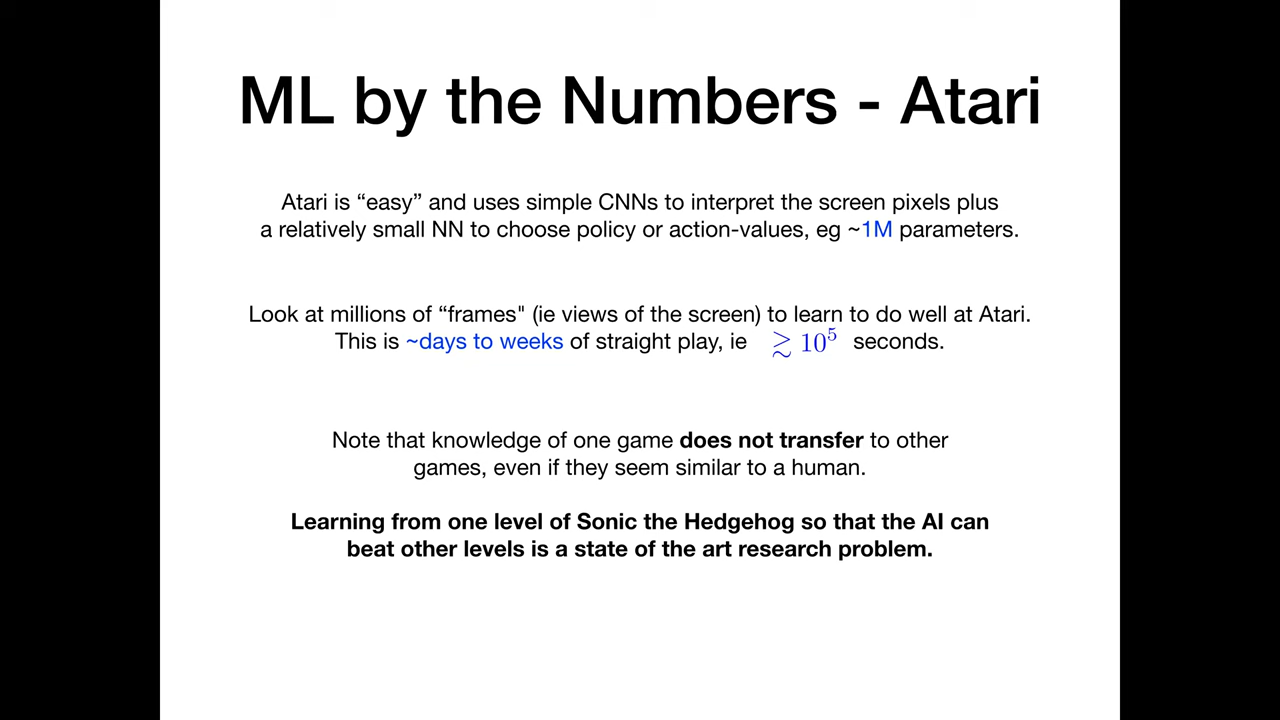 ML by the Numbers - Atari
Atari is “easy” and uses simple CNNs to interpret the screen pixels plus
a relatively small NN to choose policy or action-values, eg ~1M parameters.
Look at millions of “frames" (ie views of the screen) to learn to do well at Atari.
This is ~days to weeks of straight play, ie ≳ 10⁵ seconds.
Note that knowledge of one game does not transfer to other
games, even if they seem similar to a human.
Learning from one level of Sonic the Hedgehog so that the AI can
beat other levels is a state of the art research problem.